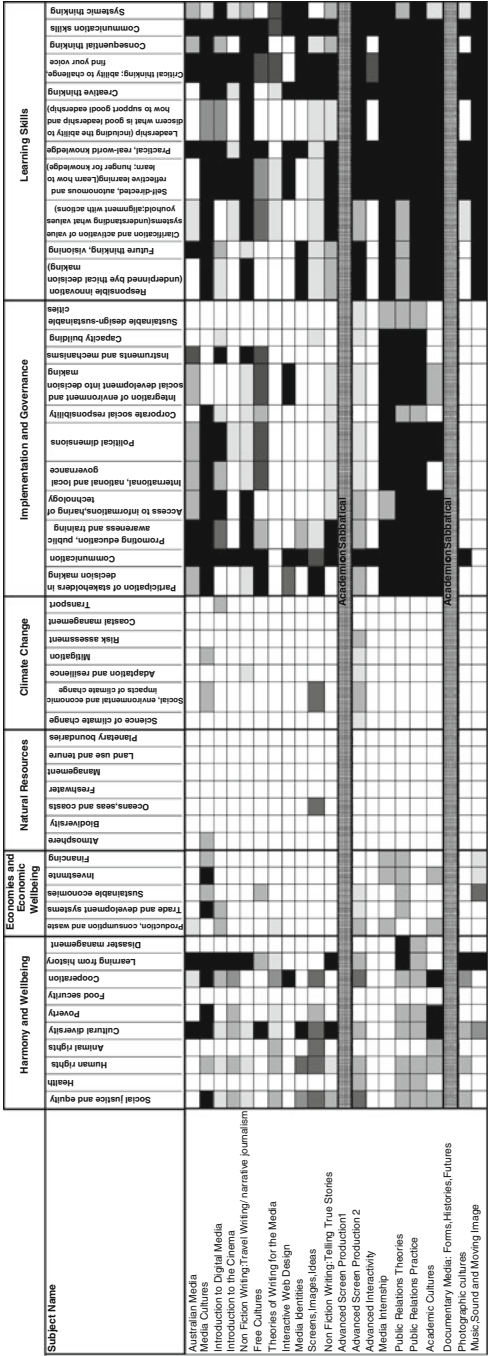 Subject Name
Harmony and Wellbeing
Economies and
Economic
Wellbeing
Natural Resources
Climate Change
Implementation and Governance
Learning Skills
Social justice and equity
Health
Human rights
Animal rights
Cultural diversity
Poverty
Food security
Cooperation
Learning from history
Disaster management
Production, consumption and waste
Trade and development systems
Sustainable economies
Investmnte
Financing
Atmosphere
Biodiversity
Oceans,seas and coasts
Freshwater
Management
Land use and tenure
Planetary boundaries
Science of climate change
Social, environmental and economic
impacts of climate change
Adaptation and resilience
Mitigation
Risk assessment
Coastal management
Transport
Participation of stakeholders in
decision making
Communication
Promoting education, public
awareness and training
Access to informations,haring of
technology
International, national and local
governance
Political dimensions
Corporate social responsibility
Integration of environment and
social development into decision
making
Instruments and mechanisms
Capacity building
Sustainable design-sustainable
cities
Responsible innovation
(underpinned bye thical decision
making)
Future thinking, visioning
Clarification and activation of value
systems(understanding what values
youhold;alignment with actions)
Self-directed, autonomous and
reflective learning(Learn how to
learn; hunger for knowledge)
Practical, real-world knowledge
Leadership (including the ability to
discern what is good leadership and
how to support good leadership)
Creative thinking
Critical thinking; ability to challenge,
find your voice
Consequential thinking
Communication skills
Systemic thinking
Australian Media
Media Cultures
Introduction to Digital Media
Introduction to the Cinema
Non Fiction Writing:Travel Writing/ narrative journalism
Free Cultures
Theories of Writing for the Media
Interactive Web Design
Media Identities
Screens,Images,Ideas
Non Fiction Writing:Telling True Stories
Advanced Screen Production1
AcademionSabbatical
Advanced Screen Production 2
Advanced Interactivity
Media Internship
Public Relations Theories
Public Relations Practice
Academic Cultures
Documentary Media: Forms,Histories,Futures
AcademionSabbatical
Photographic cultures
Music,Sound and Moving Image